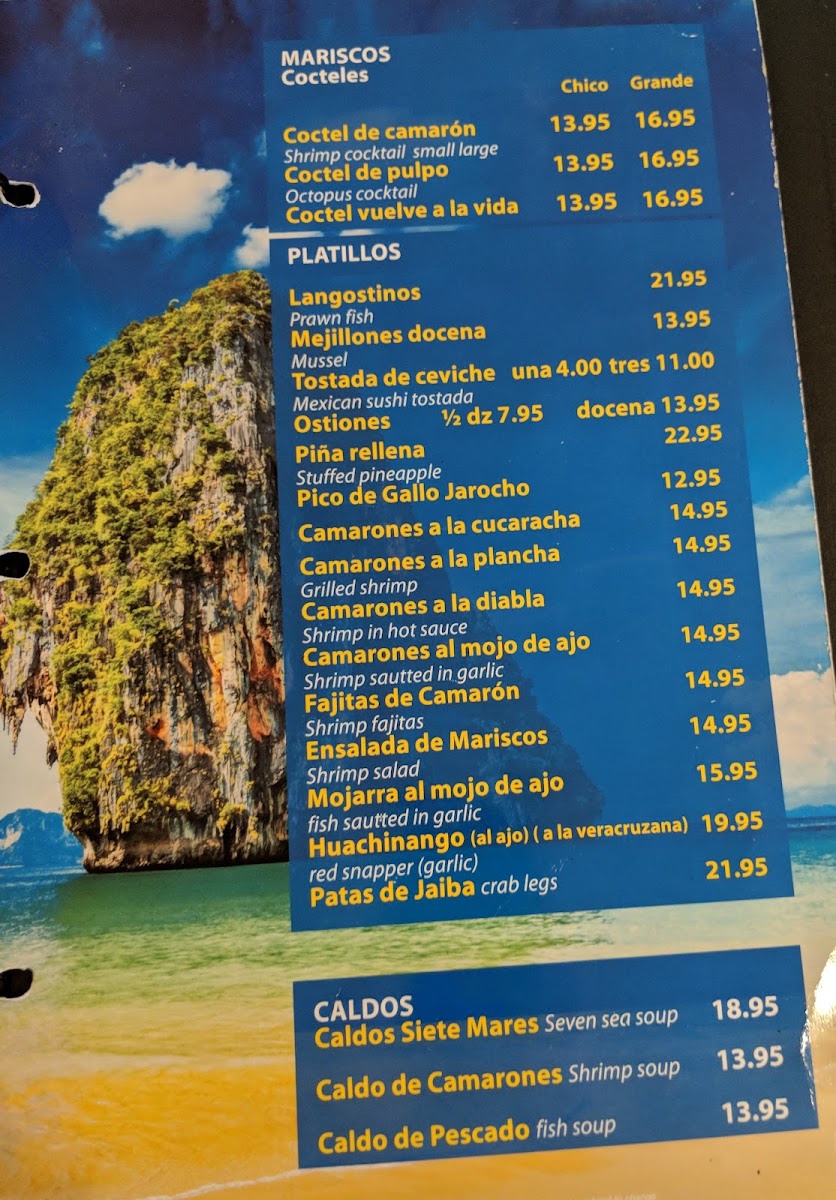 MARISCOS
Cocteles
Chico Grande
Coctel de camarón 13.95 16.95
Shrimp cocktail small large
Coctel de pulpo 13.95 16.95
Octopus cocktail
Coctel vuelve a la vida 13.95 16.95
PLATILLOS
Langostinos 21.95
Prawn fish
Mejillones docena 13.95
Mussel
Tostada de ceviche una 4.00 tres 11.00
Mexican sushi tostada
Ostiones ½ dz 7.95 docena 13.95
Piña rellena 22.95
Stuffed pineapple
Pico de Gallo Jarocho 12.95
Camarones a la cucaracha 14.95
Camarones a la plancha 14.95
Grilled shrimp
Camarones a la diabla 14.95
Shrimp in hot sauce
Camarones al mojo de ajo 14.95
Shrimp sautted in garlic
Fajitas de Camarón 14.95
Shrimp fajitas
Ensalada de Mariscos 14.95
Shrimp salad
Mojarra al mojo de ajo 15.95
fish sautted in garlic
Huachinango (al ajo) ( a la veracruzana) 19.95
red snapper (garlic)
Patas de Jaiba crab legs 21.95
CALDOS
Caldos Siete Mares Seven sea soup 18.95
Caldo de Camarones Shrimp soup 13.95
Caldo de Pescado fish soup 13.95